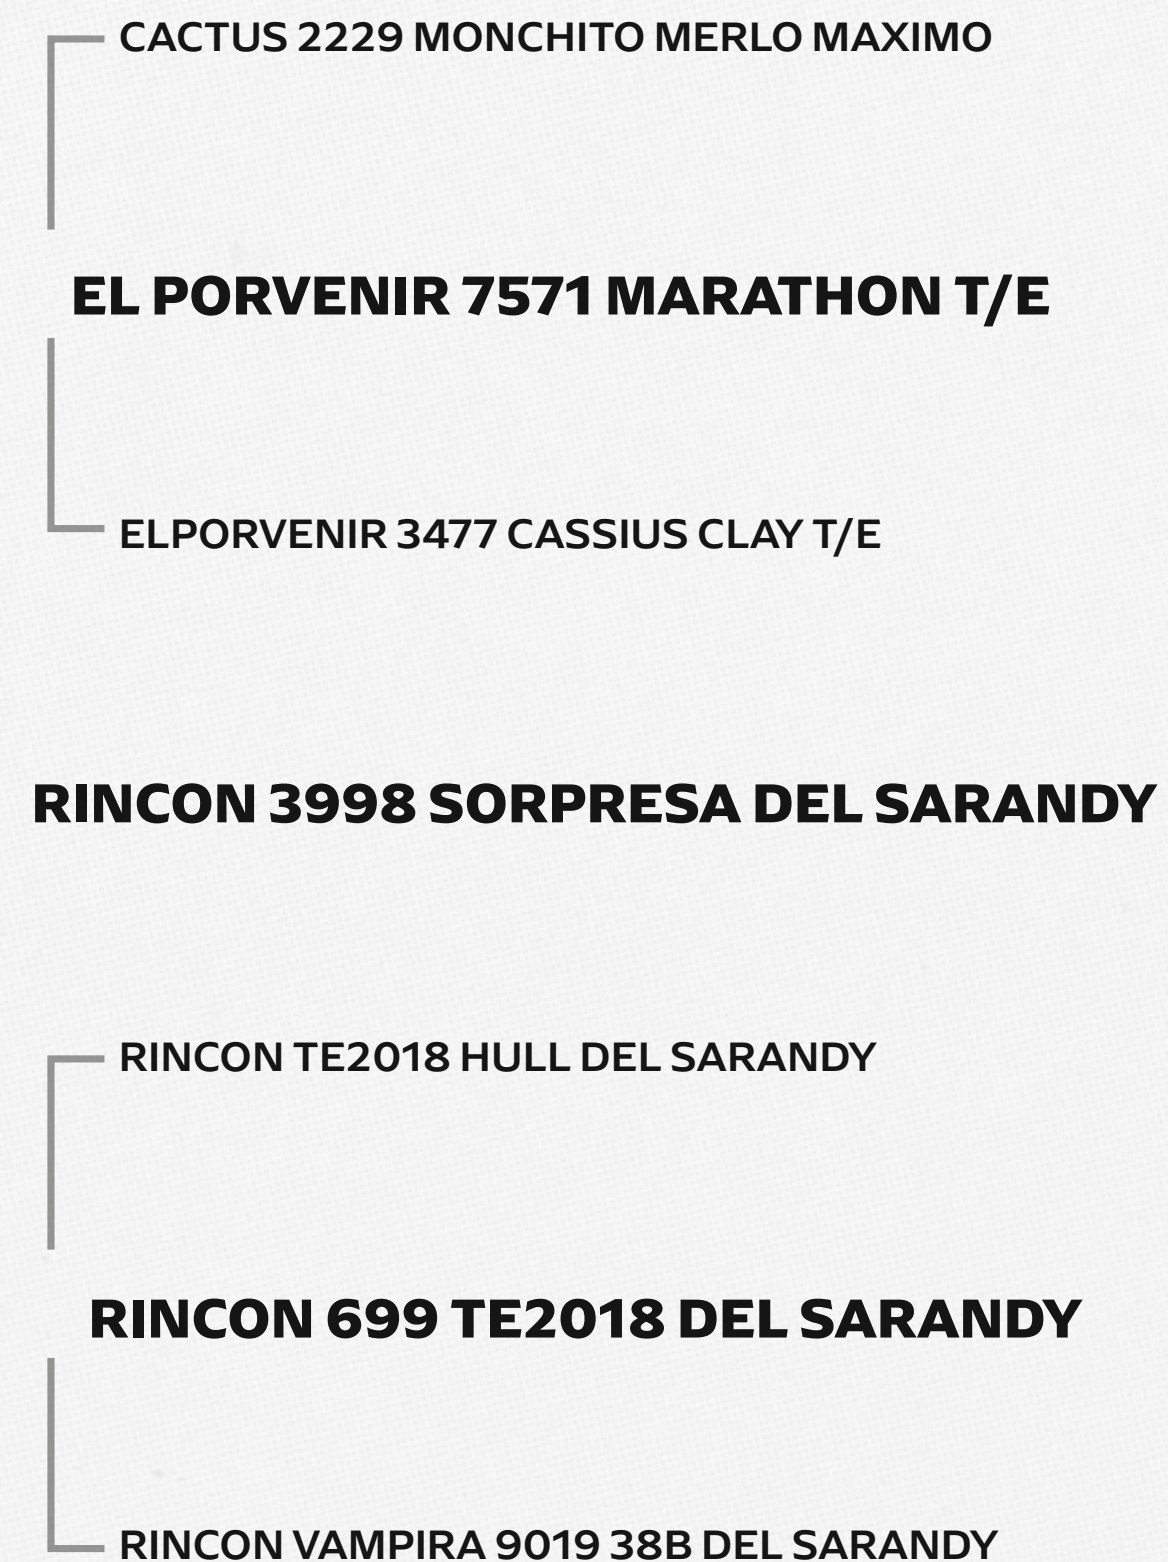 CACTUS 2229 MONCHITO MERLO MAXIMO
EL PORVENIR 7571 MARATHON T/E
ELPORVENIR 3477 CASSIUS CLAY T/E
RINCON 3998 SORPRESA DEL SARANDY
RINCON TE2018 HULL DEL SARANDY
RINCON 699 TE2018 DEL SARANDY
RINCON VAMPIRA 9019 38B DEL SARANDY